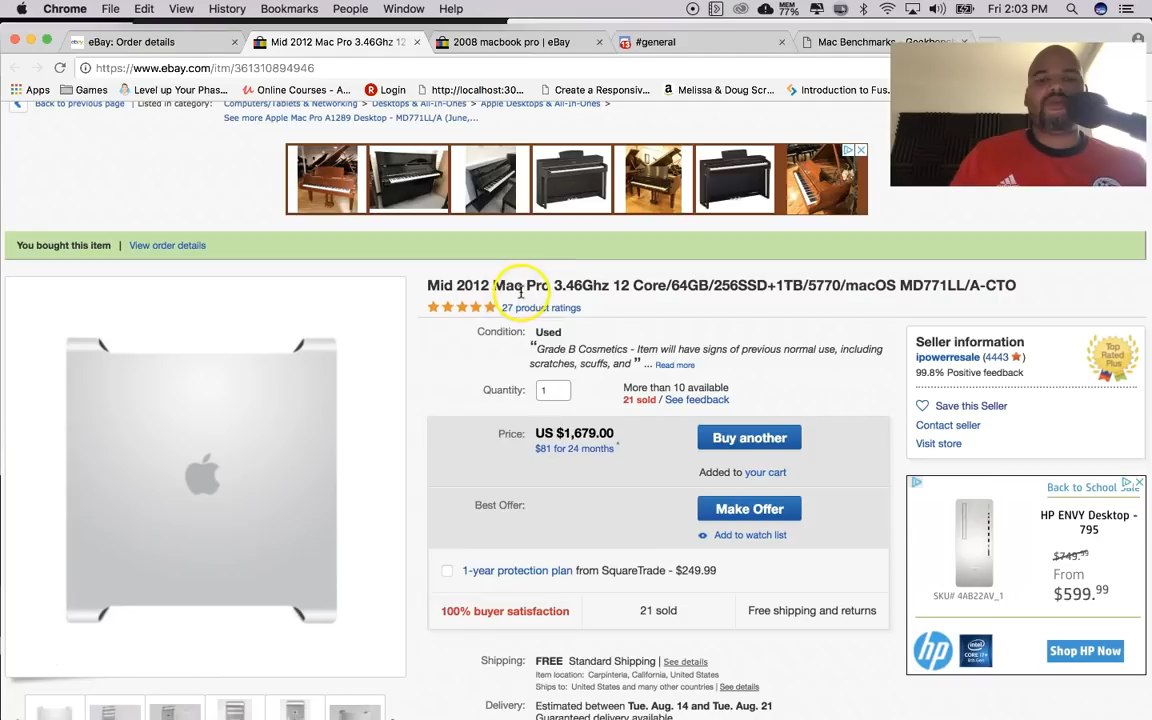 Chrome File Edit View History Bookmarks People Window Help MEM 77% Fri 2:03 PM
eBay: Order details × Mid 2012 Mac Pro 3.46Ghz 12 × 2008 macbook pro | eBay × 13 #general × Mac Benchmarks - Geekbench ×
https://www.ebay.com/itm/361310894946
Apps Games Level up Your Phas... Online Courses - A... Login http://localhost:30... Create a Responsiv... Melissa & Doug Scr... Introduction to Fus...
Back to previous page | Listed in category: Computers/Tablets & Networking > Desktops & All-In-Ones > Apple Desktops & All-In-Ones >
See more Apple Mac Pro A1289 Desktop - MD771LL/A (June,...
You bought this item | View order details
Mid 2012 Mac Pro 3.46Ghz 12 Core/64GB/256SSD+1TB/5770/macOS MD771LL/A-CTO
27 product ratings
Condition: Used
"Grade B Cosmetics - Item will have signs of previous normal use, including
scratches, scuffs, and " ... Read more
Quantity: 1 More than 10 available
21 sold / See feedback
Price: US $1,679.00
$81 for 24 months *
Buy another
Added to your cart
Best Offer:
Make Offer
Add to watch list
1-year protection plan from SquareTrade - $249.99
100% buyer satisfaction 21 sold Free shipping and returns
Shipping: FREE Standard Shipping | See details
Item location: Carpinteria, California, United States
Ships to: United States and many other countries | See details
Delivery: Estimated between Tue. Aug. 14 and Tue. Aug. 21
Guaranteed delivery available
Seller information
ipowerresale (4443 )
99.8% Positive feedback
Top Rated Plus
Save this Seller
Contact seller
Visit store
Back to School Sale
HP ENVY Desktop -
795
$749.99
From
$599.99
SKU# 4AB22AV_1
hp intel CORE i7 Shop HP Now